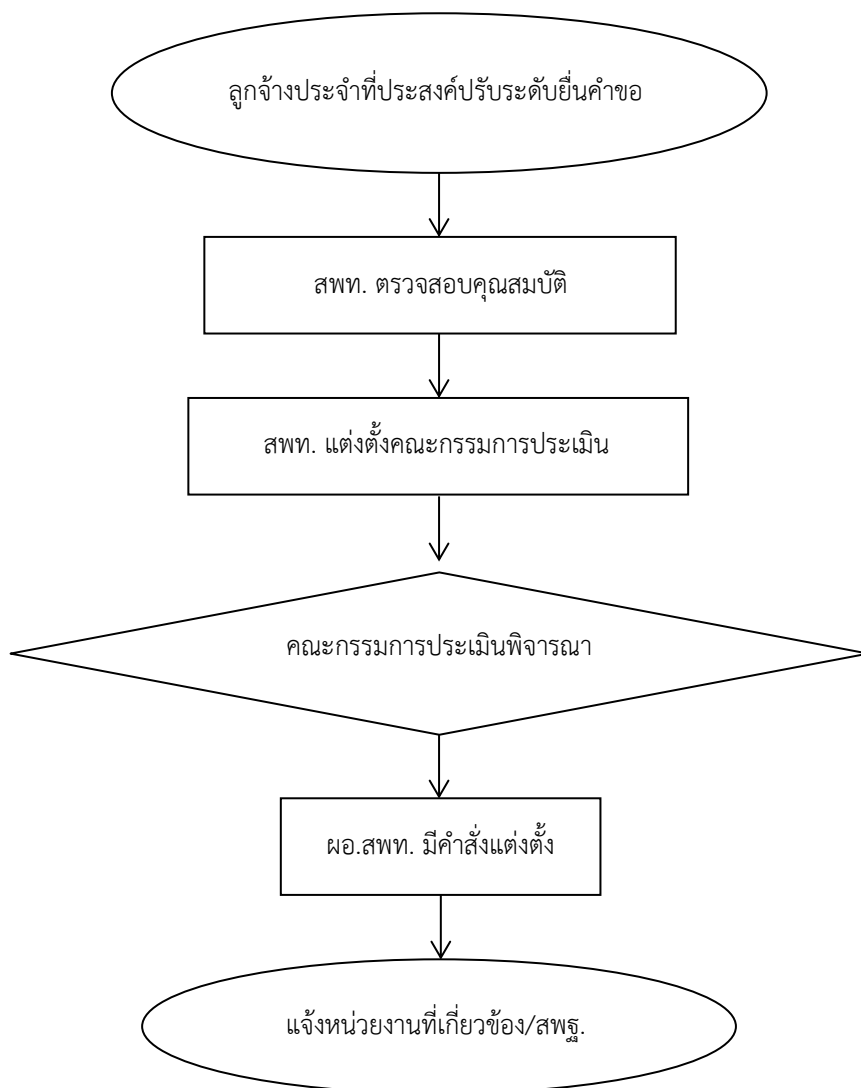 ลูกจ้างประจำที่ประสงค์ปรับระดับยื่นคำขอ
สพท. ตรวจสอบคุณสมบัติ
สพท. แต่งตั้งคณะกรรมการประเมิน
คณะกรรมการประเมินพิจารณา
ผอ.สพท. มีคำสั่งแต่งตั้ง
แจ้งหน่วยงานที่เกี่ยวข้อง/สพฐ.